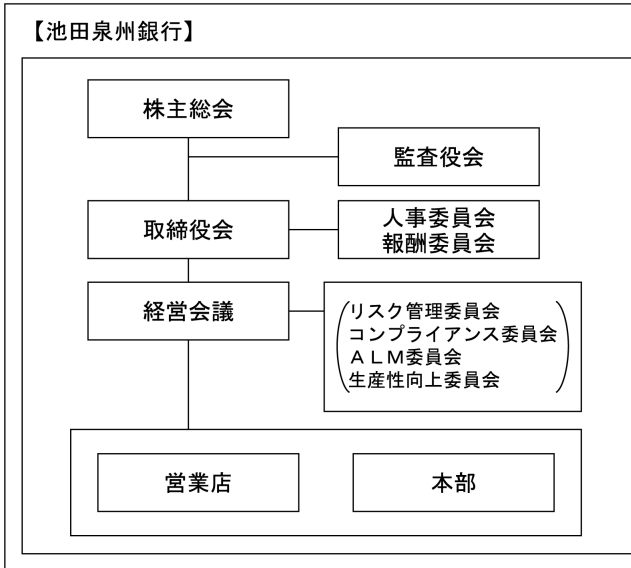 【池田泉州銀行】
株主総会
監査役会
取締役会
人事委員会
報酬委員会
経営会議
リスク管理委員会
コンプライアンス委員会
ＡＬＭ委員会
生産性向上委員会
営業店
本部